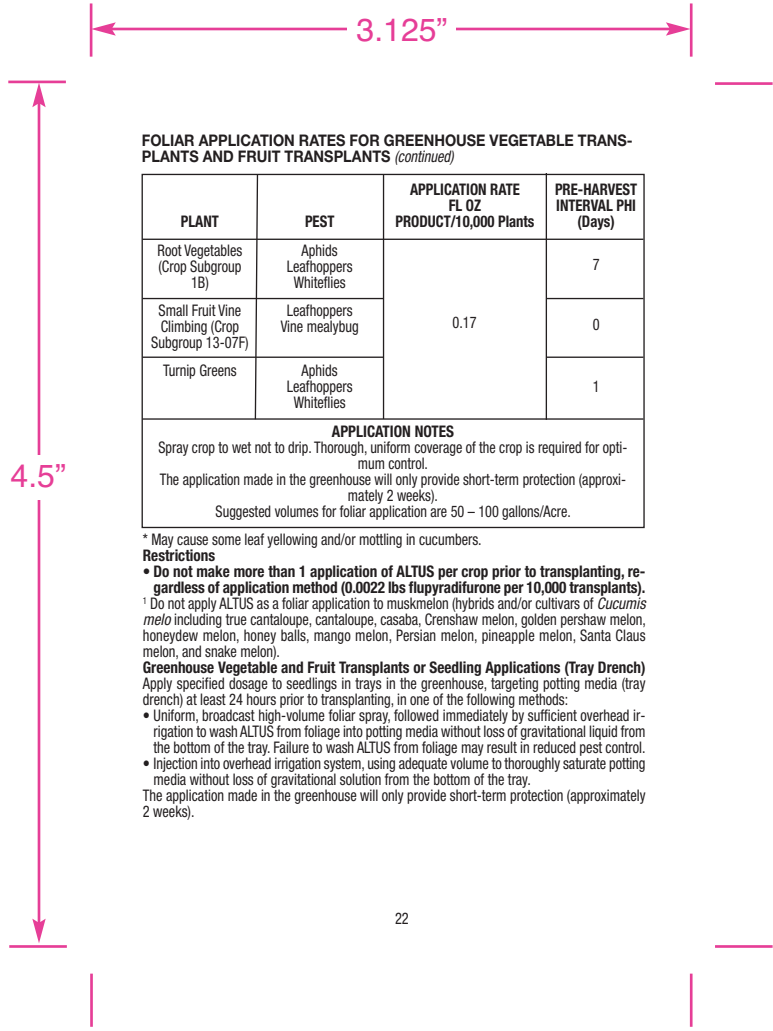 3.125”
4.5”
FOLIAR APPLICATION RATES FOR GREENHOUSE VEGETABLE TRANS-
PLANTS AND FRUIT TRANSPLANTS (continued)
PLANT
PEST
APPLICATION RATE
FL OZ
PRODUCT/10,000 Plants
PRE-HARVEST
INTERVAL PHI
(Days)
Root Vegetables
(Crop Subgroup
1B)
Aphids
Leafhoppers
Whiteflies
0.17
7
Small Fruit Vine
Climbing (Crop
Subgroup 13-07F)
Leafhoppers
Vine mealybug
0
Turnip Greens
Aphids
Leafhoppers
Whiteflies
1
APPLICATION NOTES
Spray crop to wet not to drip. Thorough, uniform coverage of the crop is required for opti-
mum control.
The application made in the greenhouse will only provide short-term protection (approxi-
mately 2 weeks).
Suggested volumes for foliar application are 50 – 100 gallons/Acre.
* May cause some leaf yellowing and/or mottling in cucumbers.
Restrictions
• Do not make more than 1 application of ALTUS per crop prior to transplanting, re-
gardless of application method (0.0022 lbs flupyradifurone per 10,000 transplants).
1 Do not apply ALTUS as a foliar application to muskmelon (hybrids and/or cultivars of Cucumis
melo including true cantaloupe, cantaloupe, casaba, Crenshaw melon, golden pershaw melon,
honeydew melon, honey balls, mango melon, Persian melon, pineapple melon, Santa Claus
melon, and snake melon).
Greenhouse Vegetable and Fruit Transplants or Seedling Applications (Tray Drench)
Apply specified dosage to seedlings in trays in the greenhouse, targeting potting media (tray
drench) at least 24 hours prior to transplanting, in one of the following methods:
• Uniform, broadcast high-volume foliar spray, followed immediately by sufficient overhead ir-
rigation to wash ALTUS from foliage into potting media without loss of gravitational liquid from
the bottom of the tray. Failure to wash ALTUS from foliage may result in reduced pest control.
• Injection into overhead irrigation system, using adequate volume to thoroughly saturate potting
media without loss of gravitational solution from the bottom of the tray.
The application made in the greenhouse will only provide short-term protection (approximately
2 weeks).
22